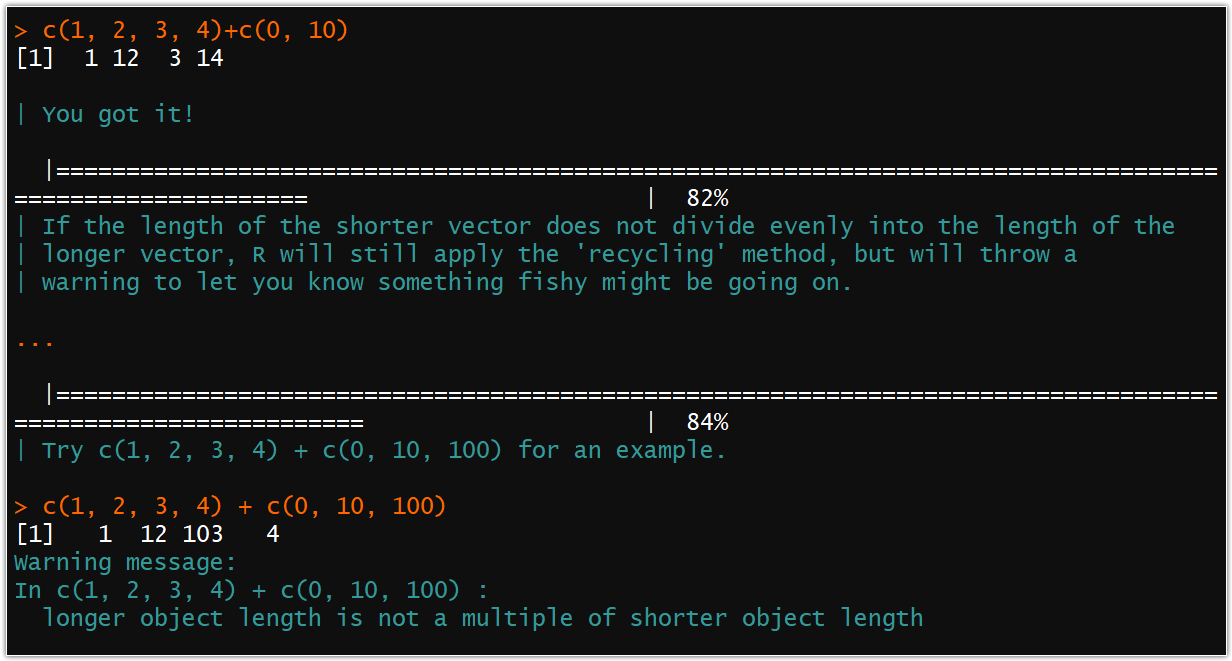 > c(1, 2, 3, 4)+c(0, 10)
[1]  1 12  3 14
| You got it!
  |===================================================================================
=====================                        |  82%
| If the length of the shorter vector does not divide evenly into the length of the
| longer vector, R will still apply the 'recycling' method, but will throw a
| warning to let you know something fishy might be going on.
...
  |===================================================================================
=========================                    |  84%
| Try c(1, 2, 3, 4) + c(0, 10, 100) for an example.
> c(1, 2, 3, 4) + c(0, 10, 100)
[1]   1  12 103   4
Warning message:
In c(1, 2, 3, 4) + c(0, 10, 100) :
  longer object length is not a multiple of shorter object length